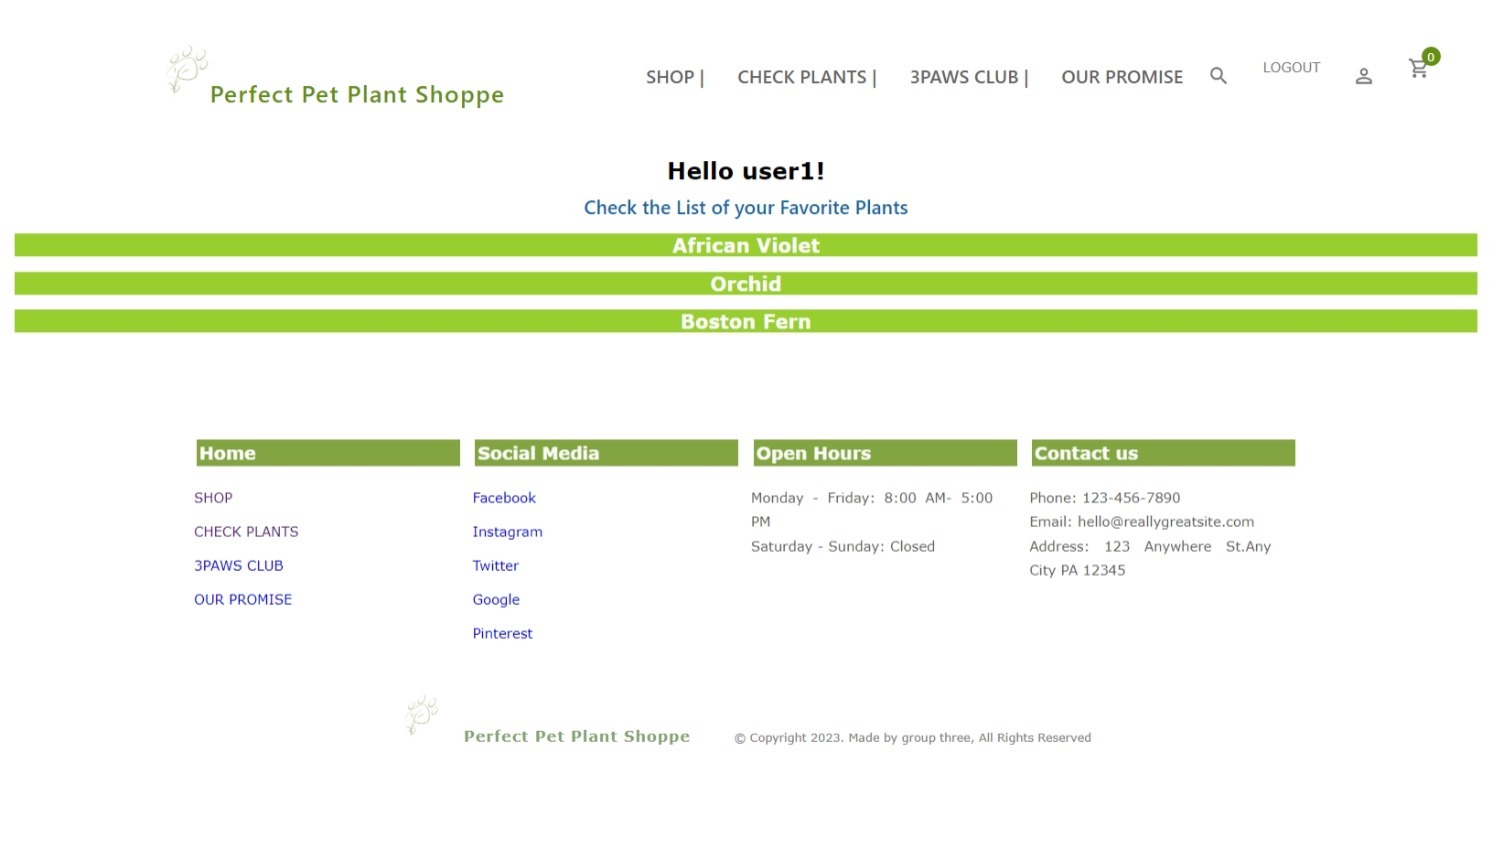 Perfect Pet Plant Shoppe
SHOP |
CHECK PLANTS |
3PAWS CLUB |
OUR PROMISE
LOGOUT
0
Hello user1!
Check the List of your Favorite Plants
African Violet
Orchid
Boston Fern
Home
SHOP
CHECK PLANTS
3PAWS CLUB
OUR PROMISE
Social Media
Facebook
Instagram
Twitter
Google
Pinterest
Open Hours
Monday - Friday: 8:00 AM- 5:00
PM
Saturday - Sunday: Closed
Contact us
Phone: 123-456-7890
Email: hello@reallygreatsite.com
Address: 123 Anywhere St.Any
City PA 12345
Perfect Pet Plant Shoppe
© Copyright 2023. Made by group three, All Rights Reserved